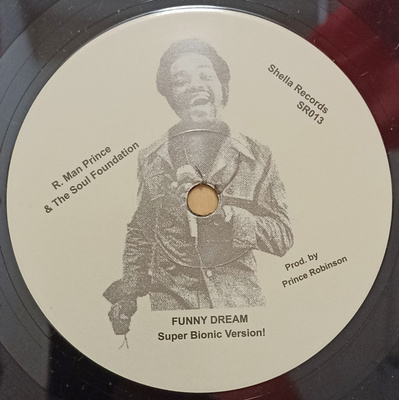 Shella Records
SR013
R. Man Prince
& The Soul Foundation
Prod. by
Prince Robinson
FUNNY DREAM
Super Bionic Version!